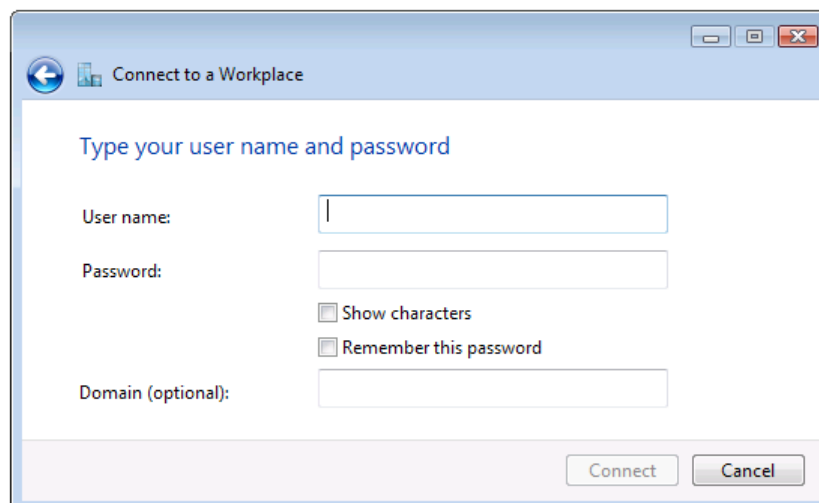 Connect to a Workplace
Type your user name and password
User name:
Password:
Show characters
Remember this password
Domain (optional):
Connect Cancel